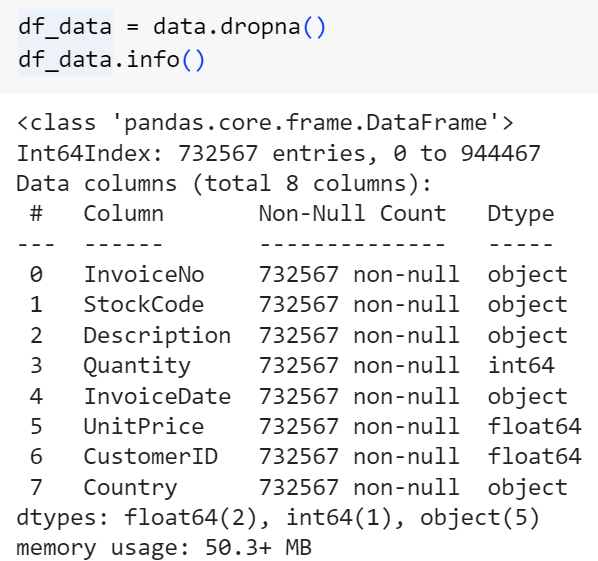 df_data = data.dropna()
df_data.info()
<class 'pandas.core.frame.DataFrame'>
Int64Index: 732567 entries, 0 to 944467
Data columns (total 8 columns):
 #   Column       Non-Null Count   Dtype
---  ------       --------------   -----
 0   InvoiceNo    732567 non-null  object
 1   StockCode    732567 non-null  object
 2   Description  732567 non-null  object
 3   Quantity     732567 non-null  int64
 4   InvoiceDate  732567 non-null  object
 5   UnitPrice    732567 non-null  float64
 6   CustomerID   732567 non-null  float64
 7   Country      732567 non-null  object
dtypes: float64(2), int64(1), object(5)
memory usage: 50.3+ MB